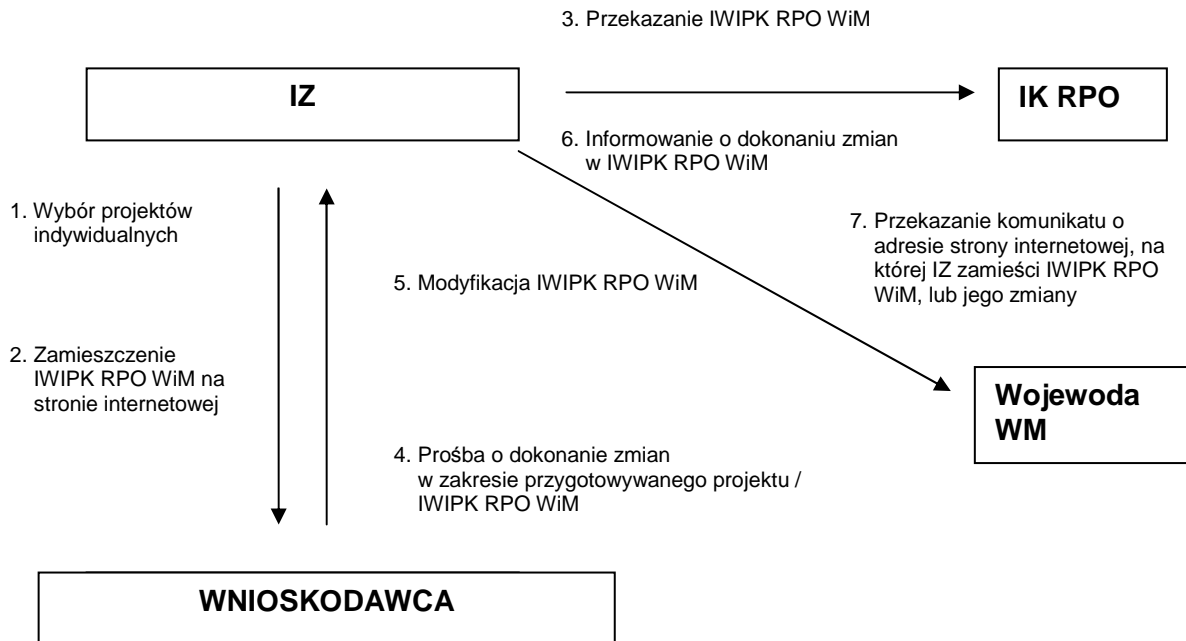 3. Przekazanie IWIPK RPO WiM
IZ
IK RPO
6. Informowanie o dokonaniu zmian
w IWIPK RPO WiM
1. Wybór projektów
indywidualnych
7. Przekazanie komunikatu o
adresie strony internetowej, na
której IZ zamieści IWIPK RPO
WiM, lub jego zmiany
5. Modyfikacja IWIPK RPO WiM
2. Zamieszczenie
IWIPK RPO WiM na
stronie internetowej
Wojewoda
WM
4. Prośba o dokonanie zmian
w zakresie przygotowywanego projektu /
IWIPK RPO WiM
WNIOSKODAWCA